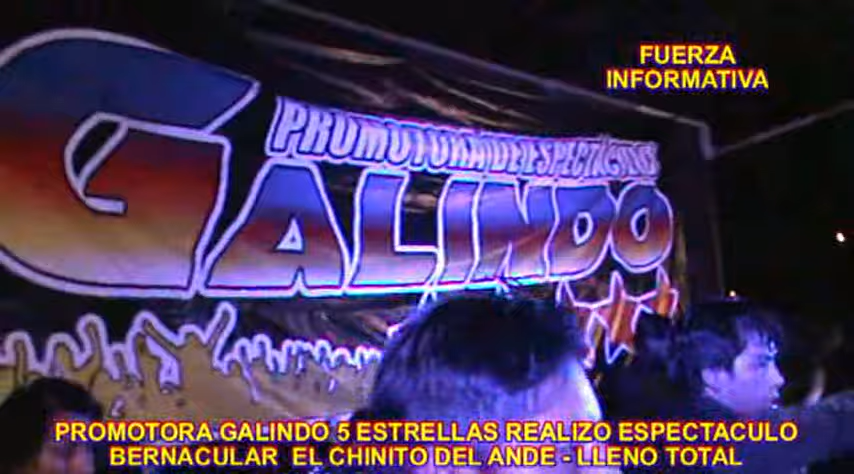 FUERZA
INFORMATIVA
PROMOTORA DE ESPECTÁCULOS
GALINDO
PROMOTORA GALINDO 5 ESTRELLAS REALIZO ESPECTACULO
BERNACULAR EL CHINITO DEL ANDE - LLENO TOTAL